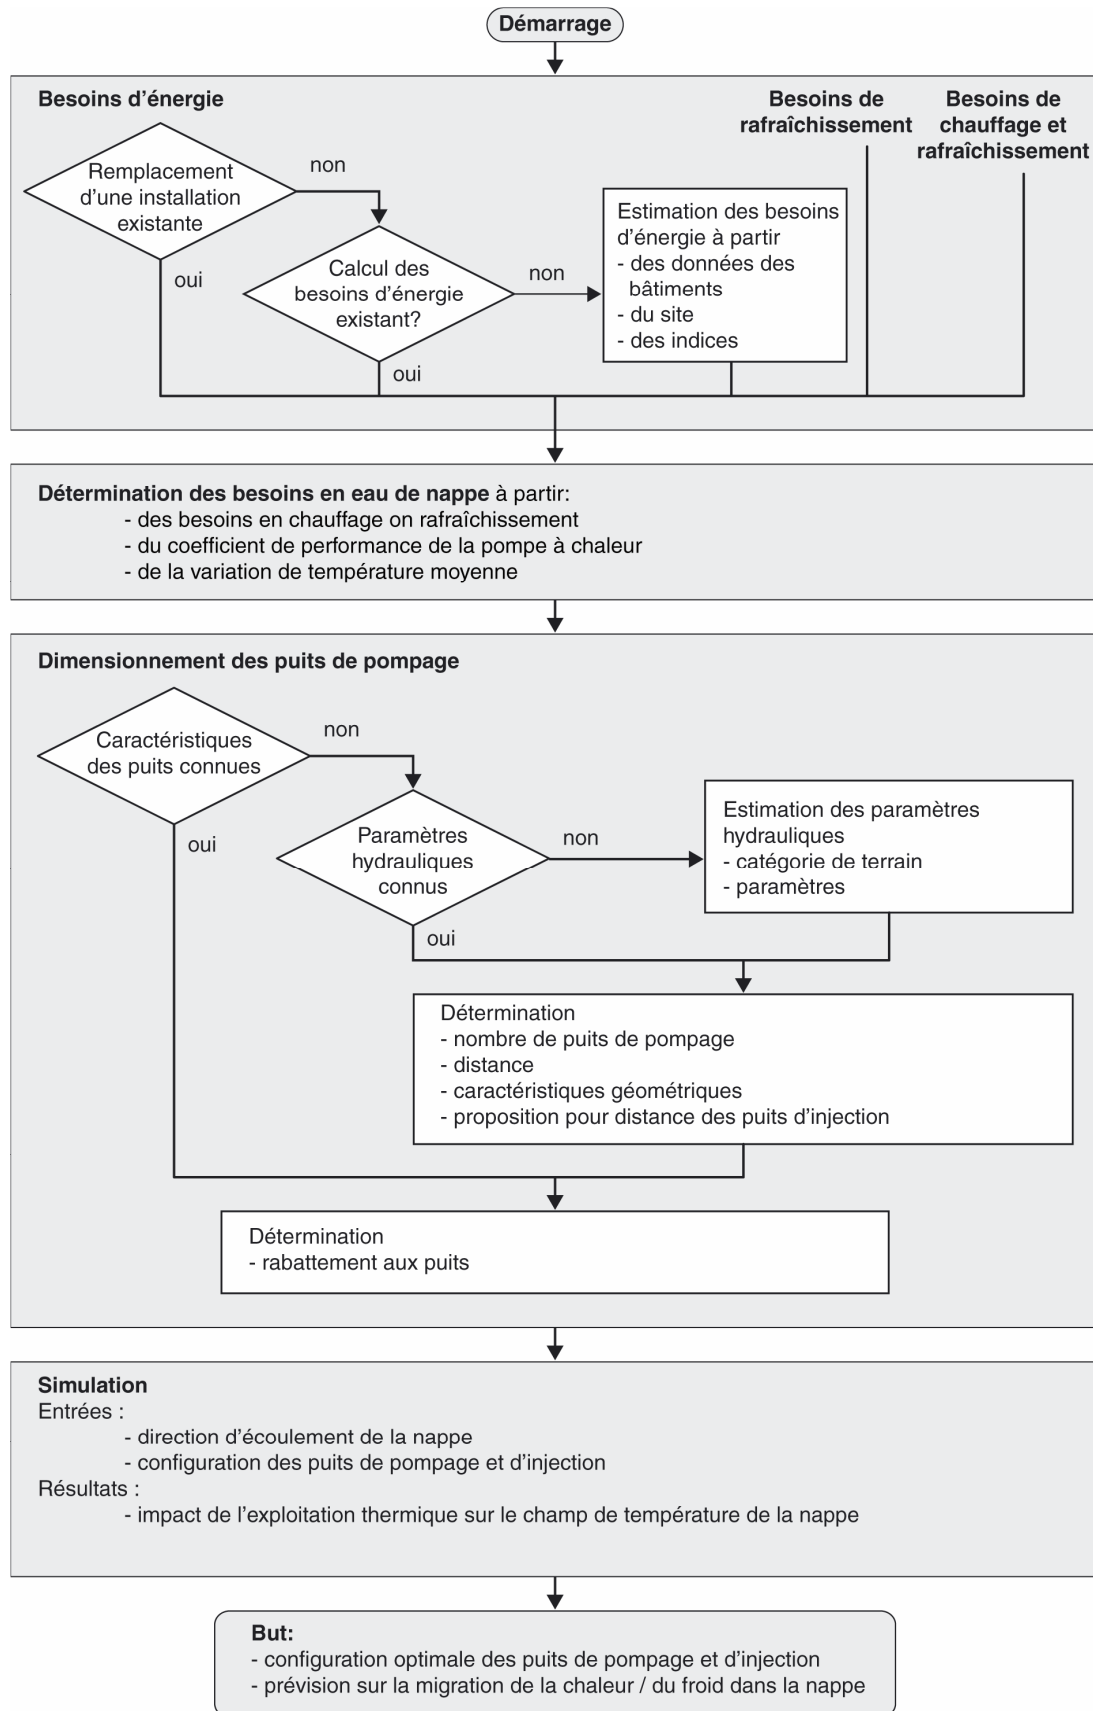 Démarrage
Besoins d'énergie
Besoins de
rafraîchissement
Besoins de
chauffage et
rafraîchissement
Remplacement
d'une installation
existante
non
oui
Calcul des
besoins d'énergie
existant?
non
oui
Estimation des besoins
d'énergie à partir
- des données des
bâtiments
- du site
- des indices
Détermination des besoins en eau de nappe à partir:
- des besoins en chauffage on rafraîchissement
- du coefficient de performance de la pompe à chaleur
- de la variation de température moyenne
Dimensionnement des puits de pompage
Caractéristiques
des puits connues
non
oui
Paramètres
hydrauliques
connus
non
oui
Estimation des paramètres
hydrauliques
- catégorie de terrain
- paramètres
Détermination
- nombre de puits de pompage
- distance
- caractéristiques géométriques
- proposition pour distance des puits d'injection
Détermination
- rabattement aux puits
Simulation
Entrées :
- direction d'écoulement de la nappe
- configuration des puits de pompage et d'injection
Résultats :
- impact de l'exploitation thermique sur le champ de température de la nappe
But:
- configuration optimale des puits de pompage et d'injection
- prévision sur la migration de la chaleur / du froid dans la nappe